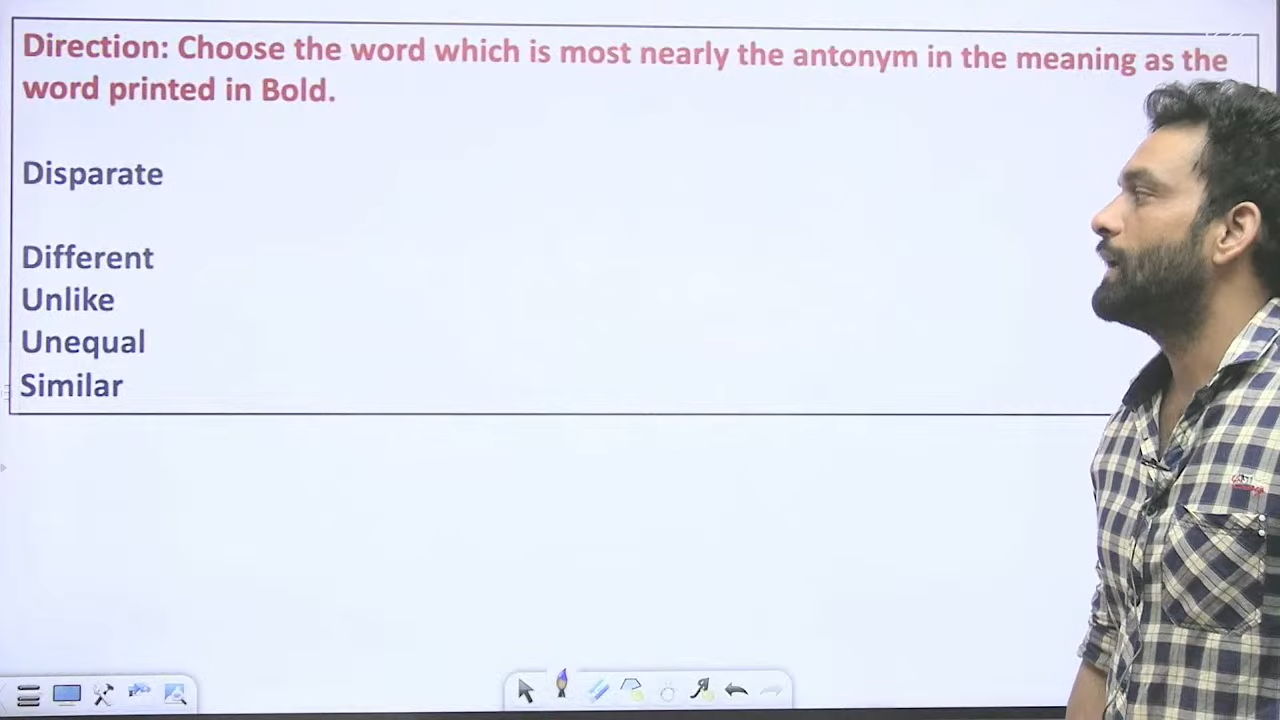 Direction: Choose the word which is most nearly the antonym in the meaning as the
word printed in Bold.
Disparate
Different
Unlike
Unequal
Similar